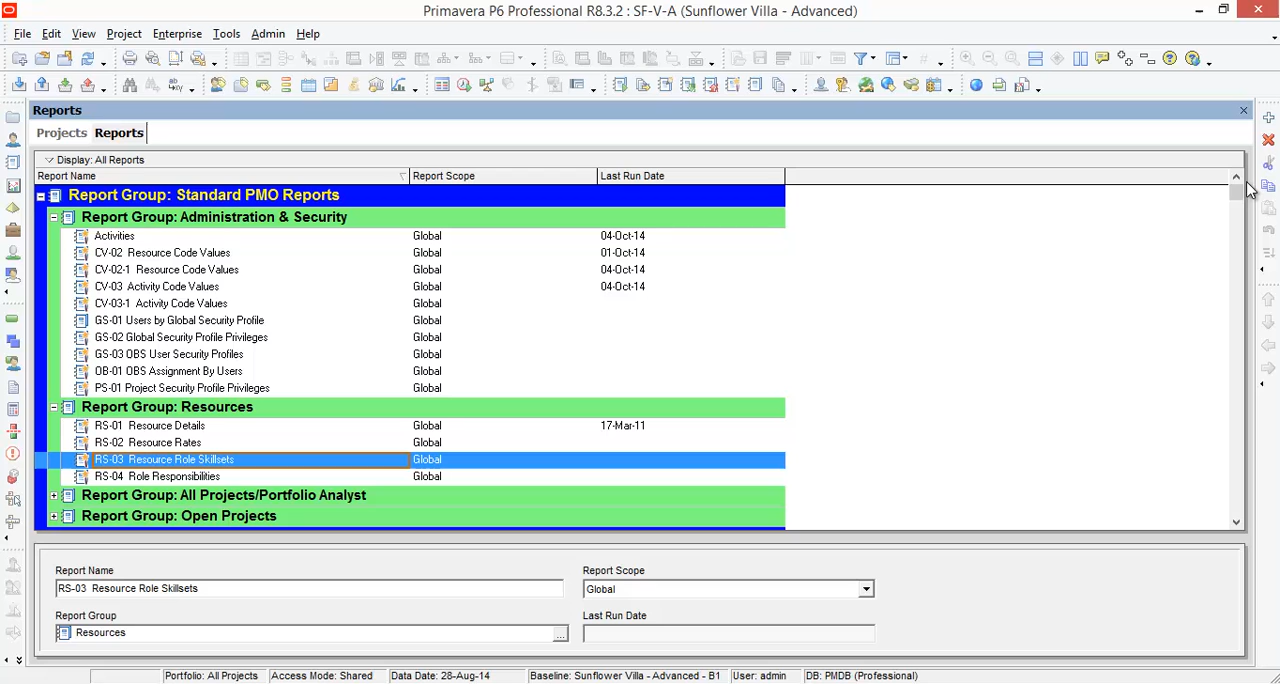 Primavera P6 Professional R8.3.2 : SF-V-A (Sunflower Villa - Advanced)
File Edit View Project Enterprise Tools Admin Help
Reports
Projects Reports
Display: All Reports
Report Name Report Scope Last Run Date
Report Group: Standard PMO Reports
Report Group: Administration & Security
Activities Global 04-Oct-14
CV-02 Resource Code Values Global 01-Oct-14
CV-02-1 Resource Code Values Global 04-Oct-14
CV-03 Activity Code Values Global 04-Oct-14
CV-03-1 Activity Code Values Global
GS-01 Users by Global Security Profile Global
GS-02 Global Security Profile Privileges Global
GS-03 OBS User Security Profiles Global
OB-01 OBS Assignment By Users Global
PS-01 Project Security Profile Privileges Global
Report Group: Resources
RS-01 Resource Details Global 17-Mar-11
RS-02 Resource Rates Global
RS-03 Resource Role Skillsets Global
RS-04 Role Responsibilities Global
Report Group: All Projects/Portfolio Analyst
Report Group: Open Projects
Report Name Report Scope
RS-03 Resource Role Skillsets Global
Report Group Last Run Date
Resources ...
Portfolio: All Projects Access Mode: Shared Data Date: 28-Aug-14 Baseline: Sunflower Villa - Advanced - B1 User: admin DB: PMDB (Professional)